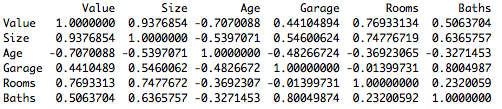 Value Size Age Garage Rooms Baths
Value 1.0000000 0.9376854 -0.7070088 0.44104894 0.76933134 0.5063704
Size 0.9376854 1.0000000 -0.5397071 0.54600624 0.74776719 0.6365757
Age -0.7070088 -0.5397071 1.0000000 -0.48266724 -0.36923065 -0.3271453
Garage 0.4410489 0.5460062 -0.4826672 1.00000000 -0.01399731 0.8004987
Rooms 0.7693313 0.7477672 -0.3692307 -0.01399731 1.00000000 0.2320059
Baths 0.5063704 0.6365757 -0.3271453 0.80049874 0.23200592 1.0000000